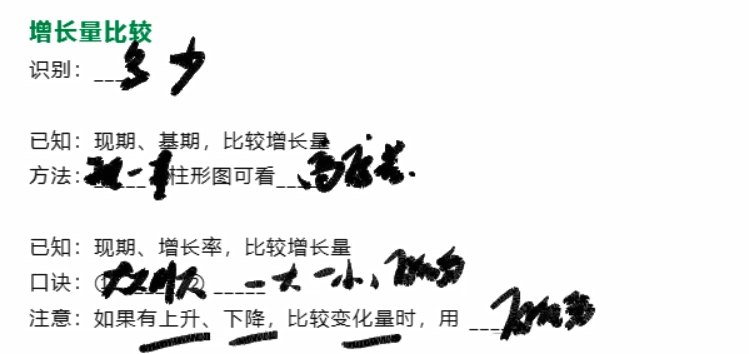 增长量比较
识别：___多少
已知：现期、基期，比较增长量
方法：现一基 柱形图可看____高度差.
已知：现期、增长率，比较增长量
口诀：①大大则大 ② _____一大一小，
注意：如果有上升、下降，比较变化量时，用 ___